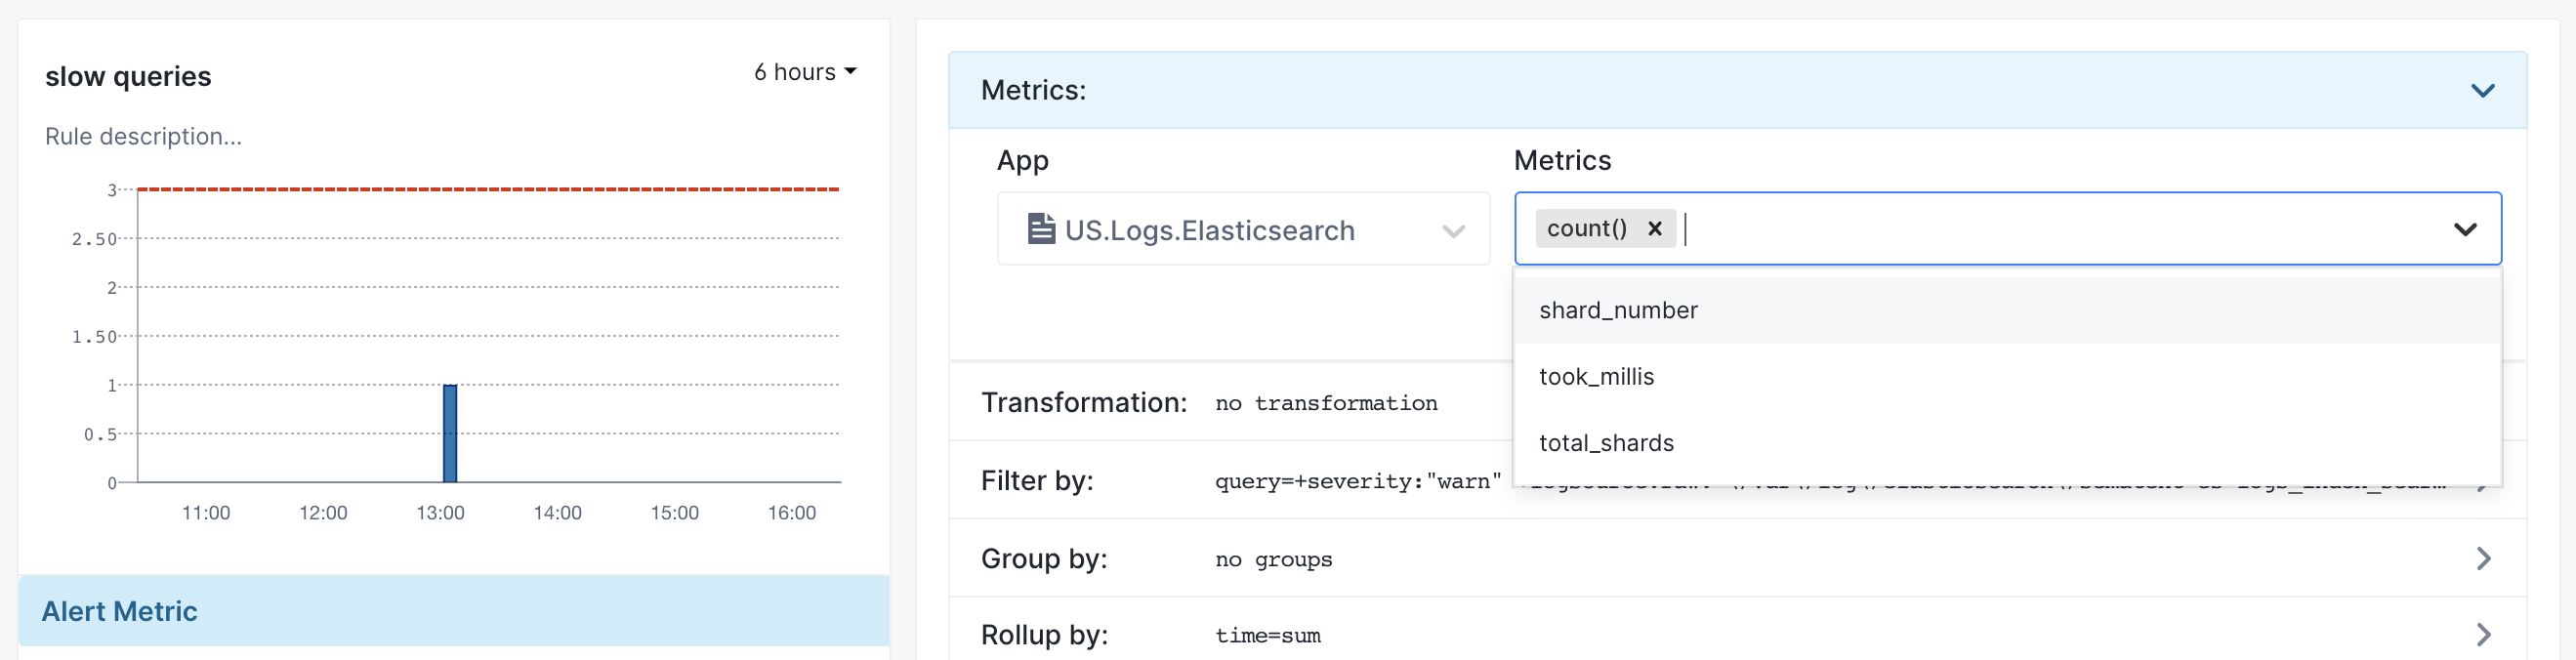 slow queries
6 hours
Rule description...
3
2.50
2
1.50
1
0.5
0
11:00 12:00 13:00 14:00 15:00 16:00
Alert Metric
Metrics:
App
Metrics
US.Logs.Elasticsearch
count()
shard_number
took_millis
total_shards
Transformation: no transformation
Filter by: query=+severity:"warn"
Group by: no groups
Rollup by: time=sum